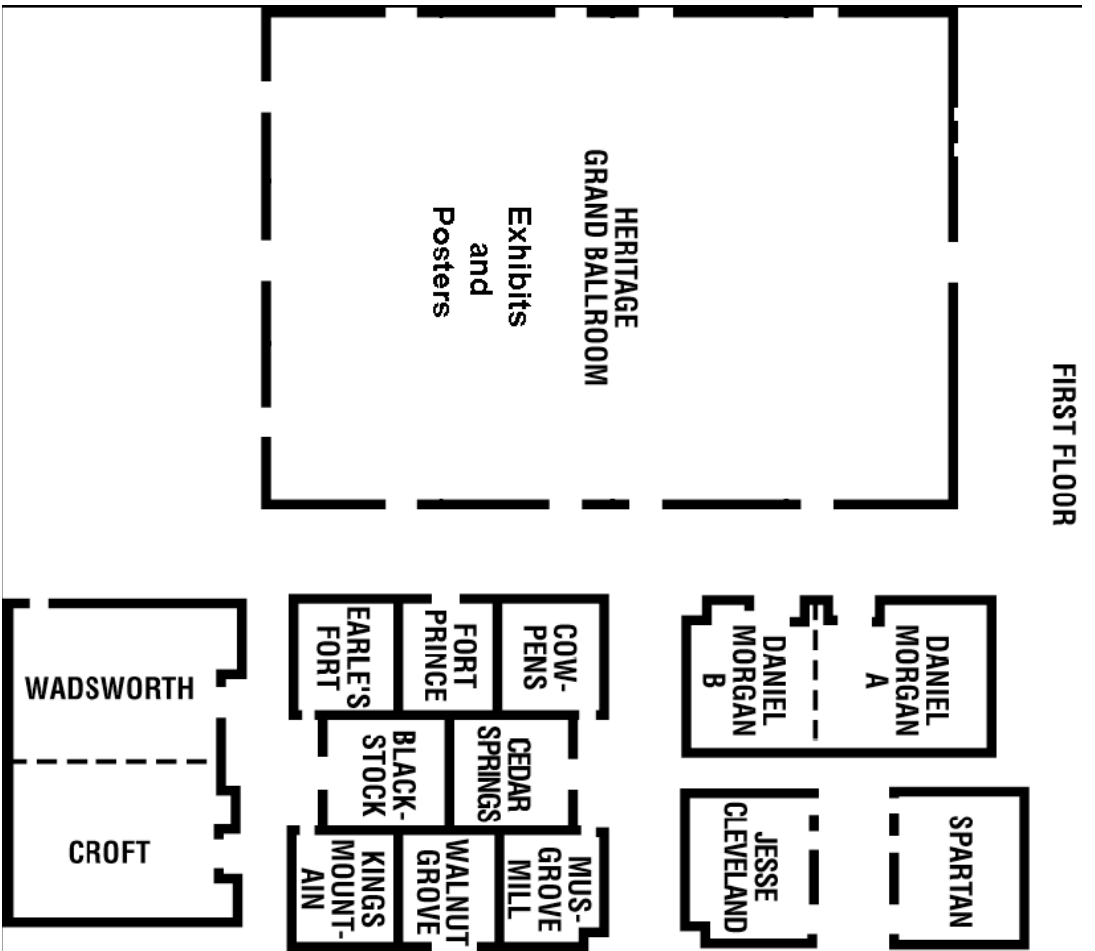 FIRST FLOOR
HERITAGE
GRAND BALLROOM
Exhibits
and
Posters
WADSWORTH
CROFT
EARLE'S
FORT
FORT
PRINCE
COW-
PENS
BLACK-
STOCK
CEDAR
SPRINGS
KINGS
MOUNT-
AIN
WALNUT
GROVE
MUS-
GROVE
MILL
DANIEL
MORGAN
B
DANIEL
MORGAN
A
JESSE
CLEVELAND
SPARTAN